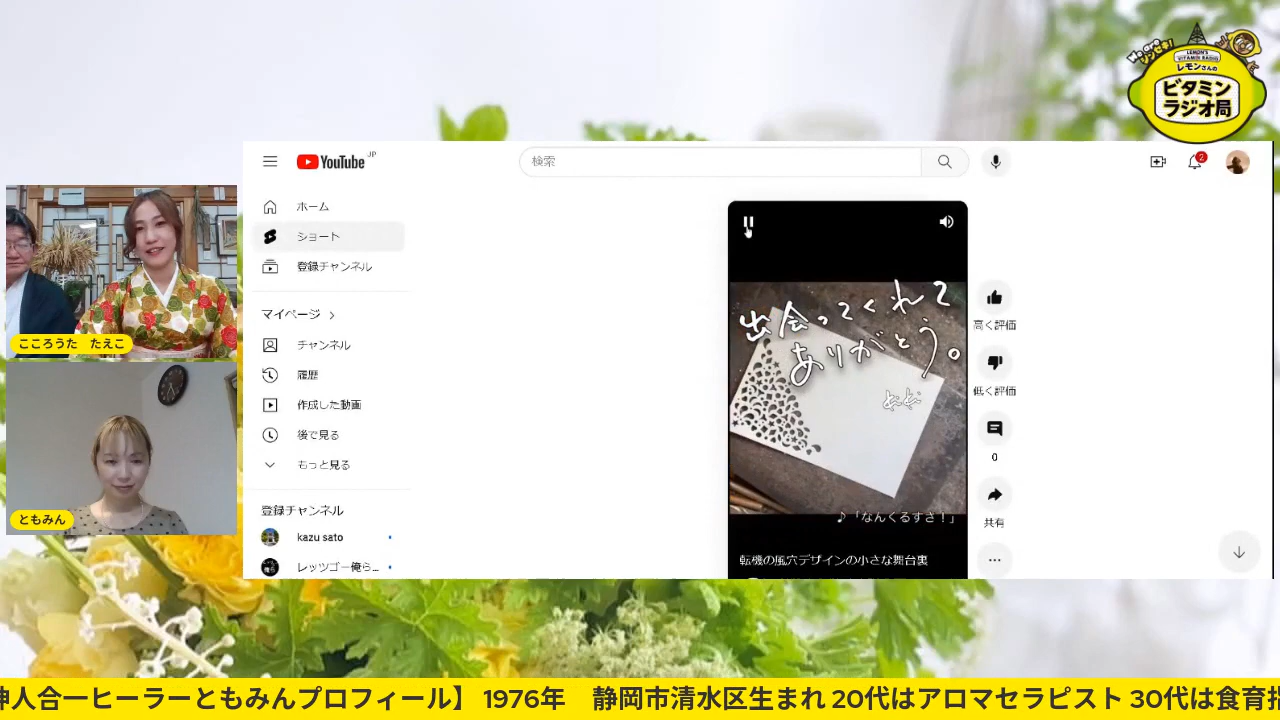 We are ゾンセキ!
LEMON'S
VITAMIN RADIO
レモンさんの
ビタミン
ラジオ局
YouTube JP
検索
2
ホーム
ショート
登録チャンネル
マイページ
チャンネル
履歴
作成した動画
後で見る
もっと見る
登録チャンネル
kazu sato
レッツゴー俺ら...
出会ってくれて
ありがとう。
♪「なんくるすさ!」
転機の風穴デザインの小さな舞台裏
高く評価
低く評価
0
共有
こころうた たえこ
ともみん
神人合一ヒーラーともみんプロフィール】 1976年 静岡市清水区生まれ 20代はアロマセラピスト 30代は食育